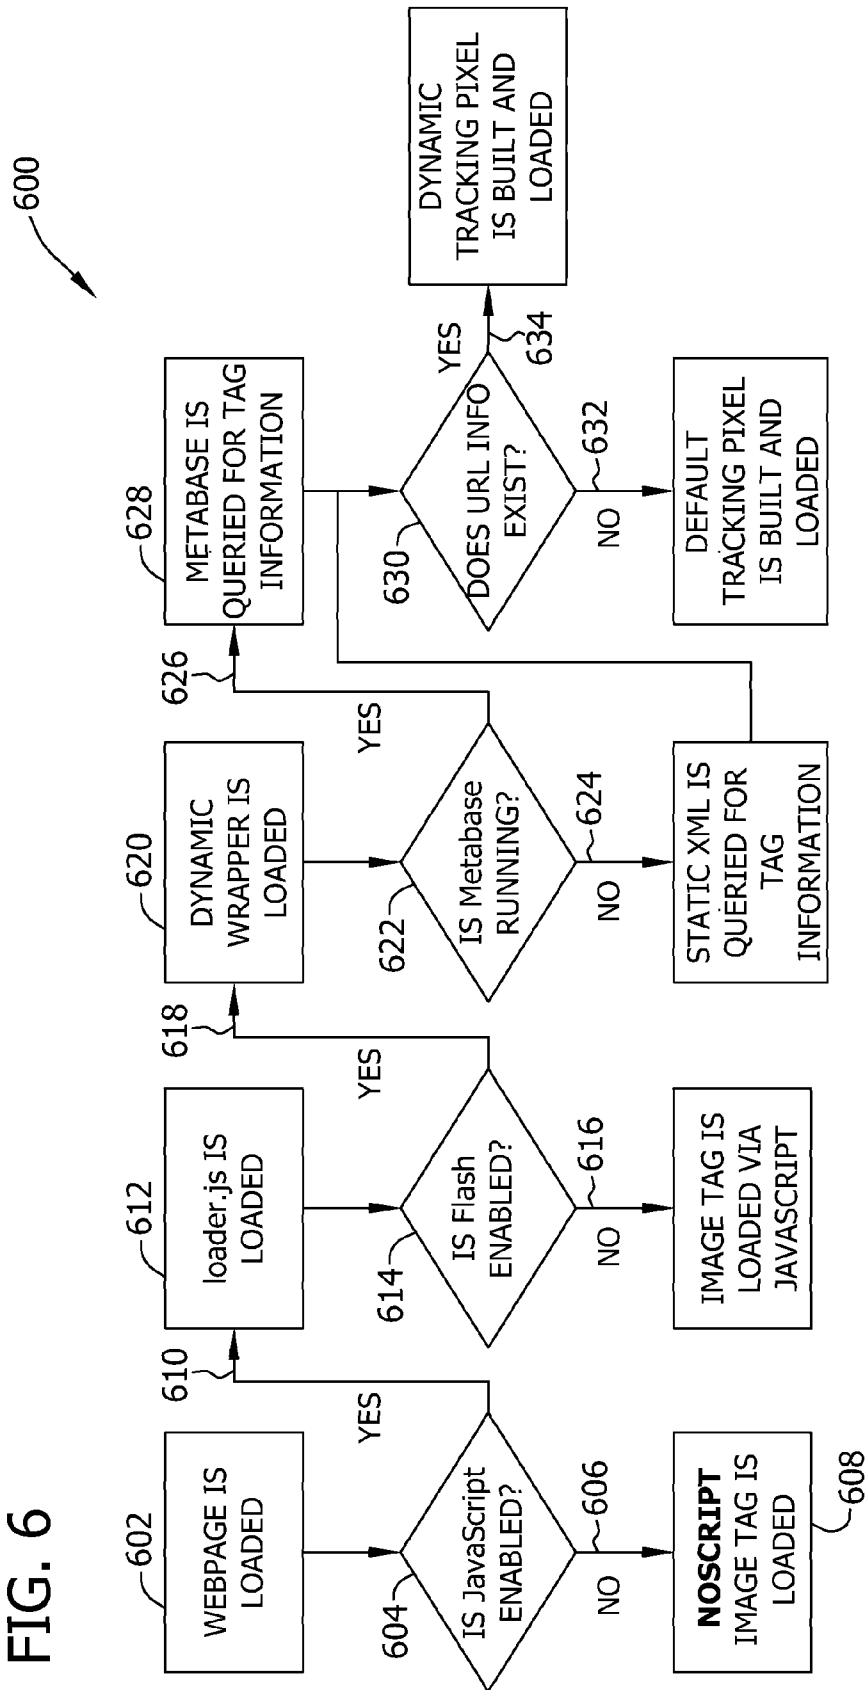 FIG. 6
600
602
WEBPAGE IS
LOADED
604
IS JavaScript
ENABLED?
NO
606
NOSCRIPT
IMAGE TAG IS
LOADED
608
YES
610
612
loader.js IS
LOADED
614
IS Flash
ENABLED?
NO
616
IMAGE TAG IS
LOADED VIA
JAVASCRIPT
YES
618
620
DYNAMIC
WRAPPER IS
LOADED
622
IS Metabase
RUNNING?
NO
624
STATIC XML IS
QUERIED FOR
TAG
INFORMATION
YES
626
628
METABASE IS
QUERIED FOR TAG
INFORMATION
630
DOES URL INFO
EXIST?
NO
632
DEFAULT
TRACKING PIXEL
IS BUILT AND
LOADED
YES
634
DYNAMIC
TRACKING PIXEL
IS BUILT AND
LOADED